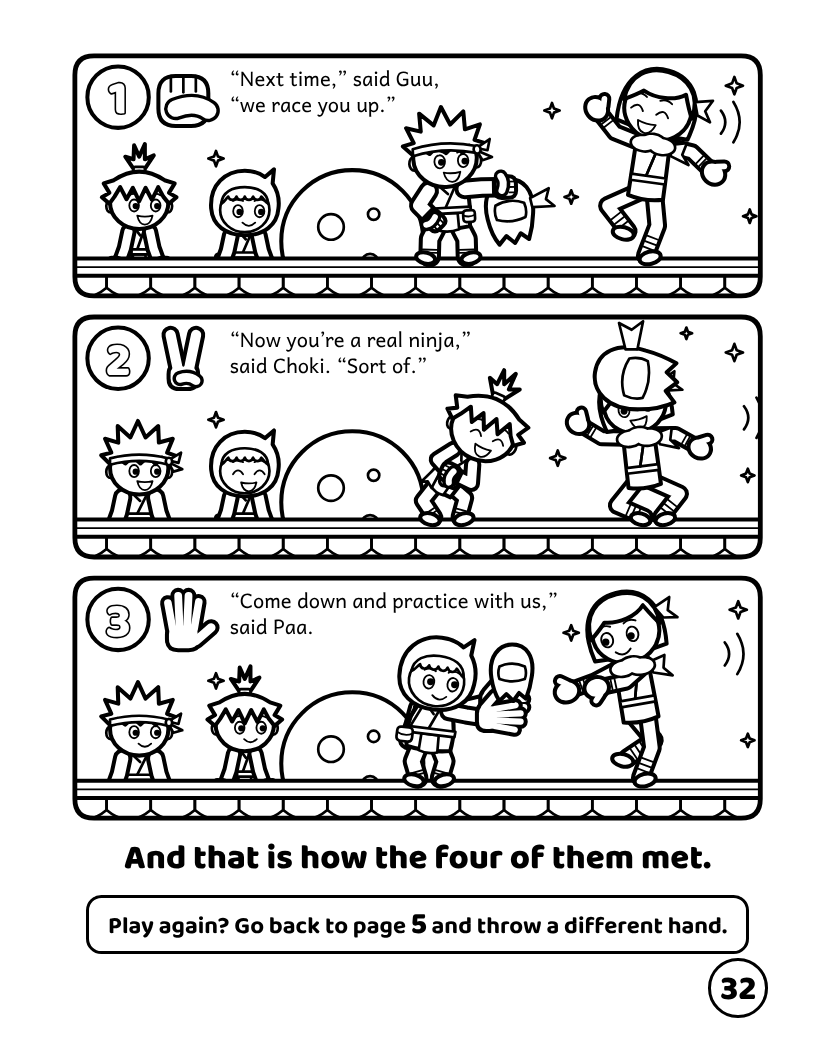 1
“Next time,” said Guu,
“we race you up.”
2
“Now you’re a real ninja,”
said Choki. “Sort of.”
3
“Come down and practice with us,”
said Paa.
And that is how the four of them met.
Play again? Go back to page 5 and throw a different hand.
32